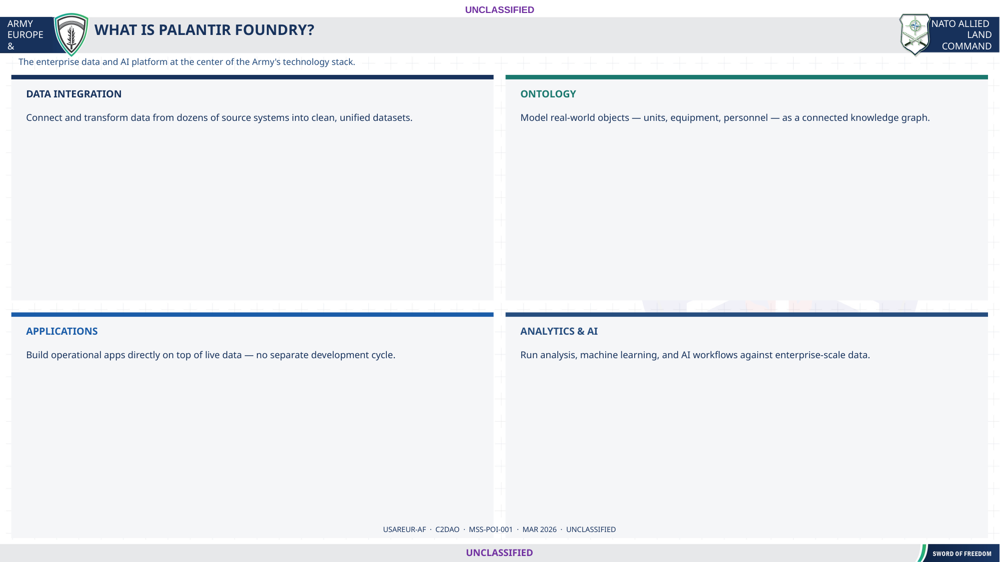 UNCLASSIFIED
ARMY
EUROPE
&
WHAT IS PALANTIR FOUNDRY?
NATO ALLIED
LAND
COMMAND
The enterprise data and AI platform at the center of the Army's technology stack.
DATA INTEGRATION
Connect and transform data from dozens of source systems into clean, unified datasets.
ONTOLOGY
Model real-world objects — units, equipment, personnel — as a connected knowledge graph.
APPLICATIONS
Build operational apps directly on top of live data — no separate development cycle.
ANALYTICS & AI
Run analysis, machine learning, and AI workflows against enterprise-scale data.
USAREUR-AF · C2DAO · MSS-POI-001 · MAR 2026 · UNCLASSIFIED
UNCLASSIFIED
SWORD OF FREEDOM